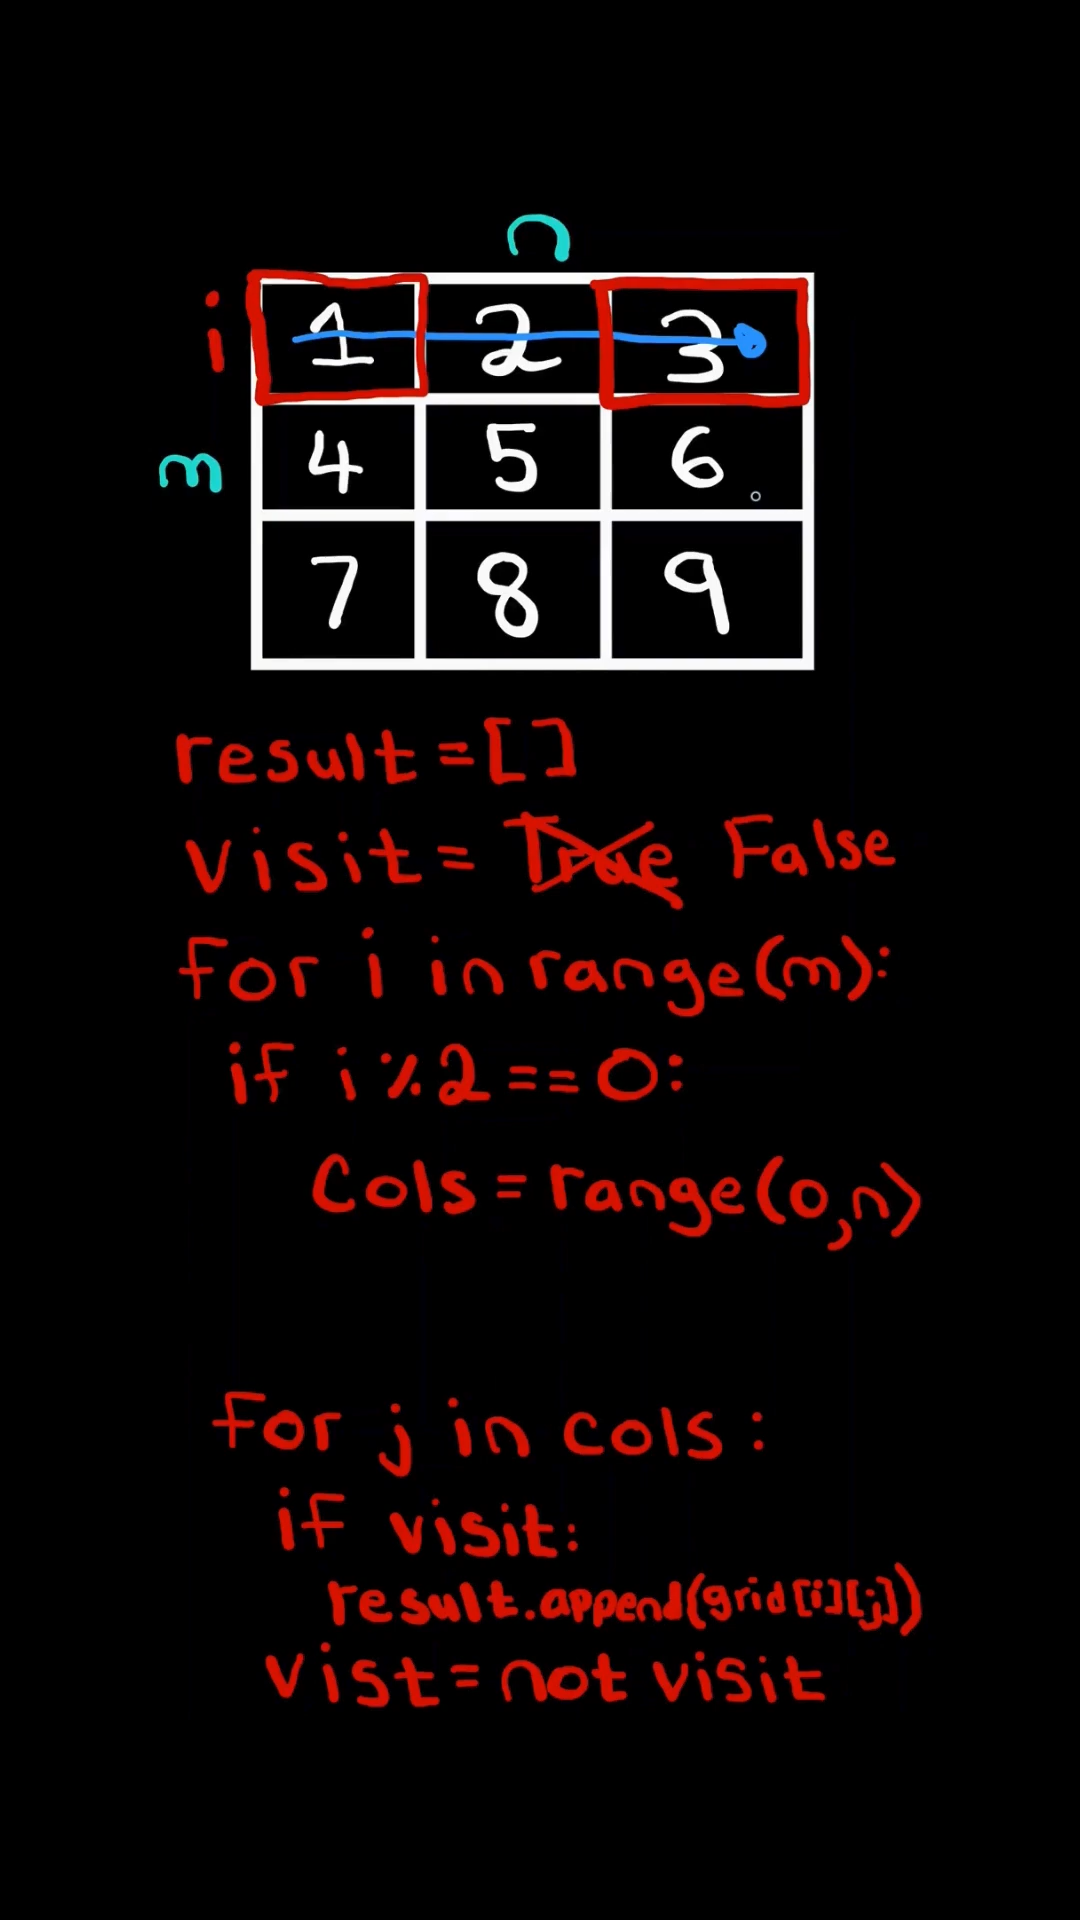 n
i 1 2 3
m 4 5 6
7 8 9
result=[]
visit= True False
for i in range(m):
if i%2==0:
Cols=range(0,n)
for j in cols:
if visit:
result.append(grid[i][j])
vist=not visit